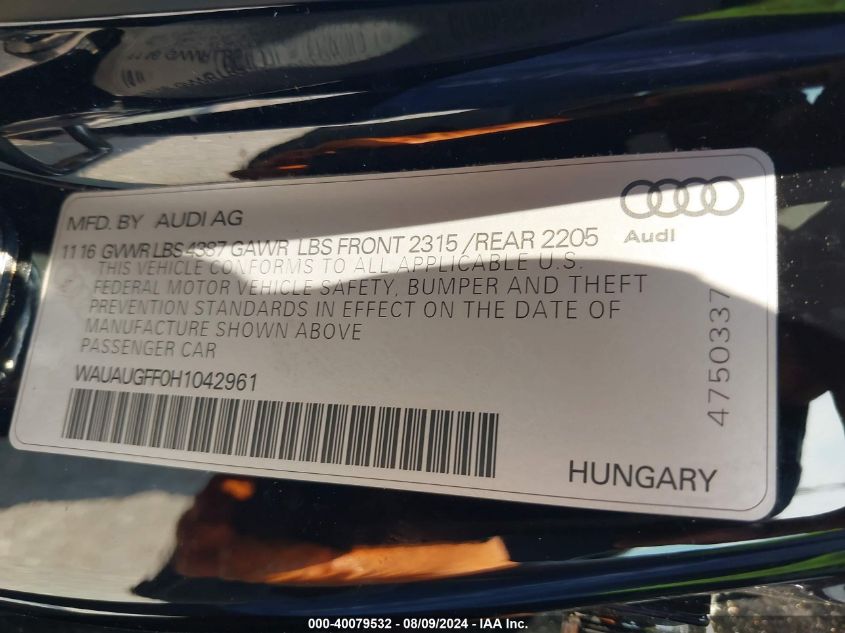 MFD. BY AUDI AG
11 16 GVWR LBS 4387 GAWR LBS FRONT 2315 /REAR 2205
THIS VEHICLE CONFORMS TO ALL APPLICABLE U.S.
FEDERAL MOTOR VEHICLE SAFETY, BUMPER AND THEFT
PREVENTION STANDARDS IN EFFECT ON THE DATE OF
MANUFACTURE SHOWN ABOVE
PASSENGER CAR
WAUAUGFF0H1042961
Audi
4750337
HUNGARY
000-40079532 - 08/09/2024 - IAA Inc.